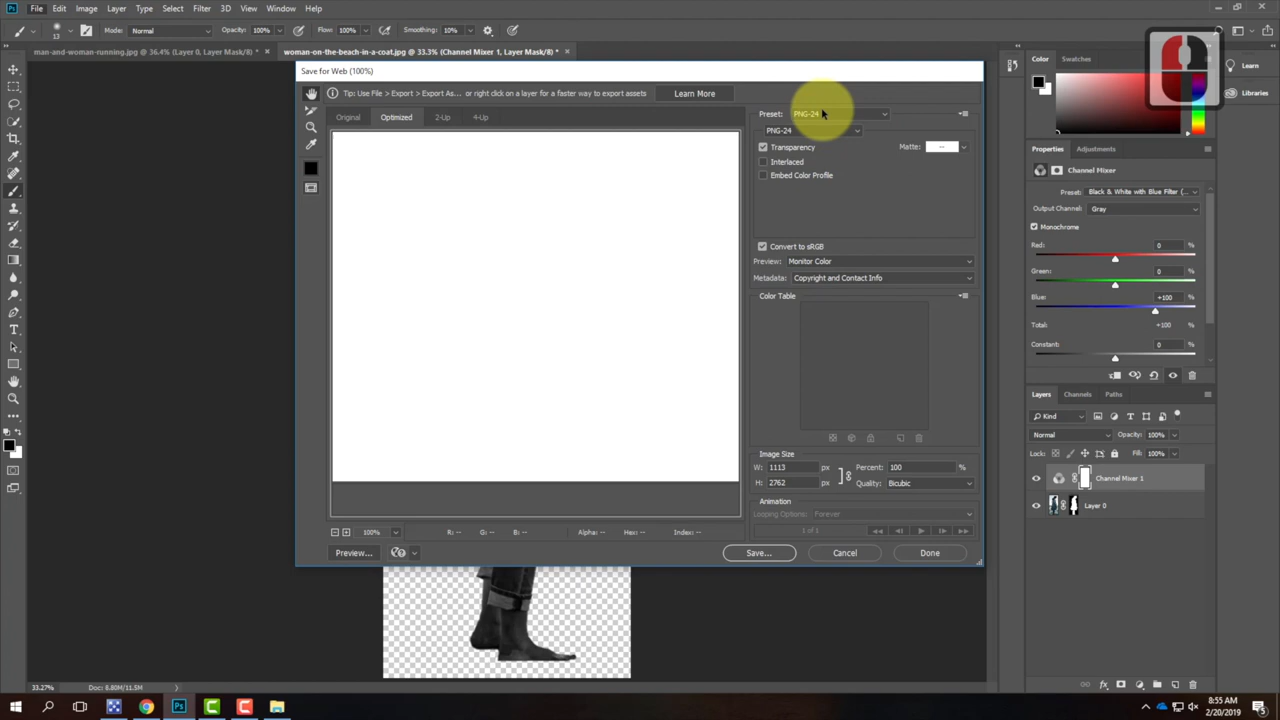 Ps File Edit Image Layer Type Select Filter 3D View Window Help
13 Mode: Normal Opacity: 100% Flow: 100% Smoothing: 10%
man-and-woman-running.jpg @ 36.4% (Layer 0, Layer Mask/8) * × woman-on-the-beach-in-a-coat.jpg @ 33.3% (Channel Mixer 1, Layer Mask/8) * ×
Save for Web (100%)
Tip: Use File > Export > Export As... or right click on a layer for a faster way to export assets Learn More
Original Optimized 2-Up 4-Up
Preset: PNG-24
PNG-24
Transparency Matte: --
Interlaced
Embed Color Profile
Convert to sRGB
Preview: Monitor Color
Metadata: Copyright and Contact Info
Color Table
Image Size
W: 1113 px Percent: 100 %
H: 2762 px Quality: Bicubic
Animation
Looping Options: Forever
1 of 1
100% R: -- G: -- B: -- Alpha: -- Hex: -- Index: --
Preview... Save... Cancel Done
Color Swatches
Learn
Libraries
Properties Adjustments
Channel Mixer
Preset: Black & White with Blue Filter (...
Output Channel: Gray
Monochrome
Red: 0 %
Green: 0 %
Blue: +100 %
Total: +100 %
Constant: 0 %
Layers Channels Paths
Kind
Normal Opacity: 100%
Lock: Fill: 100%
Channel Mixer 1
Layer 0
33.27% Doc: 8.80M/11.5M
Ps
8:55 AM
2/20/2019